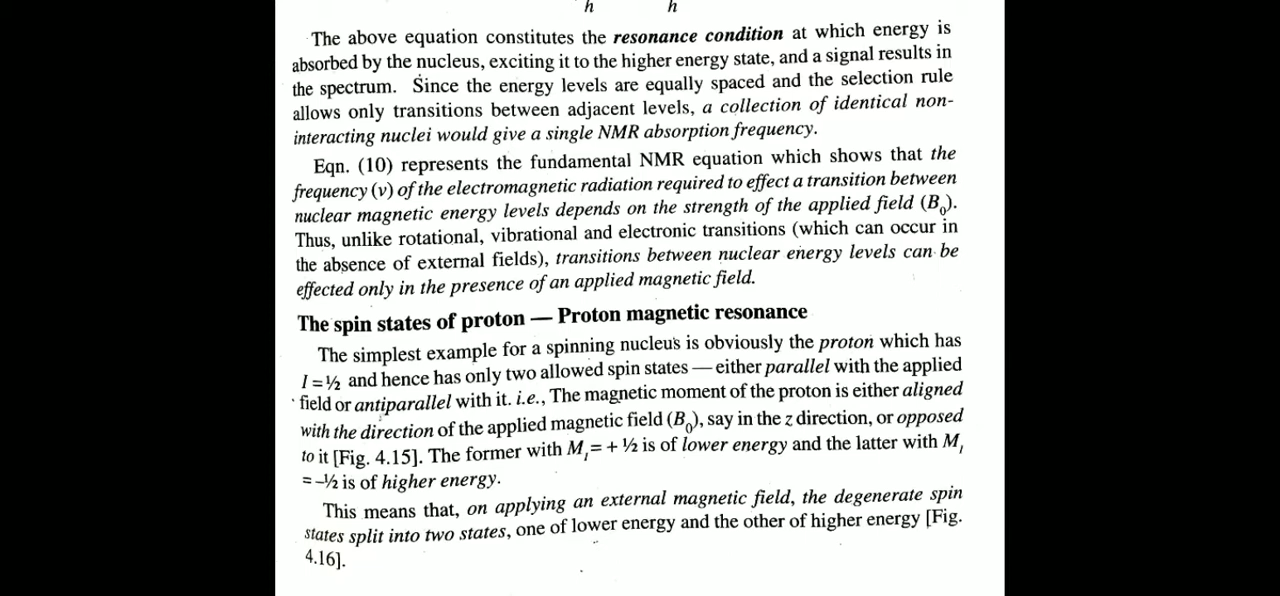 h h
The above equation constitutes the resonance condition at which energy is
absorbed by the nucleus, exciting it to the higher energy state, and a signal results in
the spectrum. Since the energy levels are equally spaced and the selection rule
allows only transitions between adjacent levels, a collection of identical non-
interacting nuclei would give a single NMR absorption frequency.
Eqn. (10) represents the fundamental NMR equation which shows that the
frequency (ν) of the electromagnetic radiation required to effect a transition between
nuclear magnetic energy levels depends on the strength of the applied field (B₀).
Thus, unlike rotational, vibrational and electronic transitions (which can occur in
the absence of external fields), transitions between nuclear energy levels can be
effected only in the presence of an applied magnetic field.
The spin states of proton — Proton magnetic resonance
The simplest example for a spinning nucleus is obviously the proton which has
I = ½ and hence has only two allowed spin states — either parallel with the applied
field or antiparallel with it. i.e., The magnetic moment of the proton is either aligned
with the direction of the applied magnetic field (B₀), say in the z direction, or opposed
to it [Fig. 4.15]. The former with M_I = + ½ is of lower energy and the latter with M_I
= –½ is of higher energy.
This means that, on applying an external magnetic field, the degenerate spin
states split into two states, one of lower energy and the other of higher energy [Fig.
4.16].